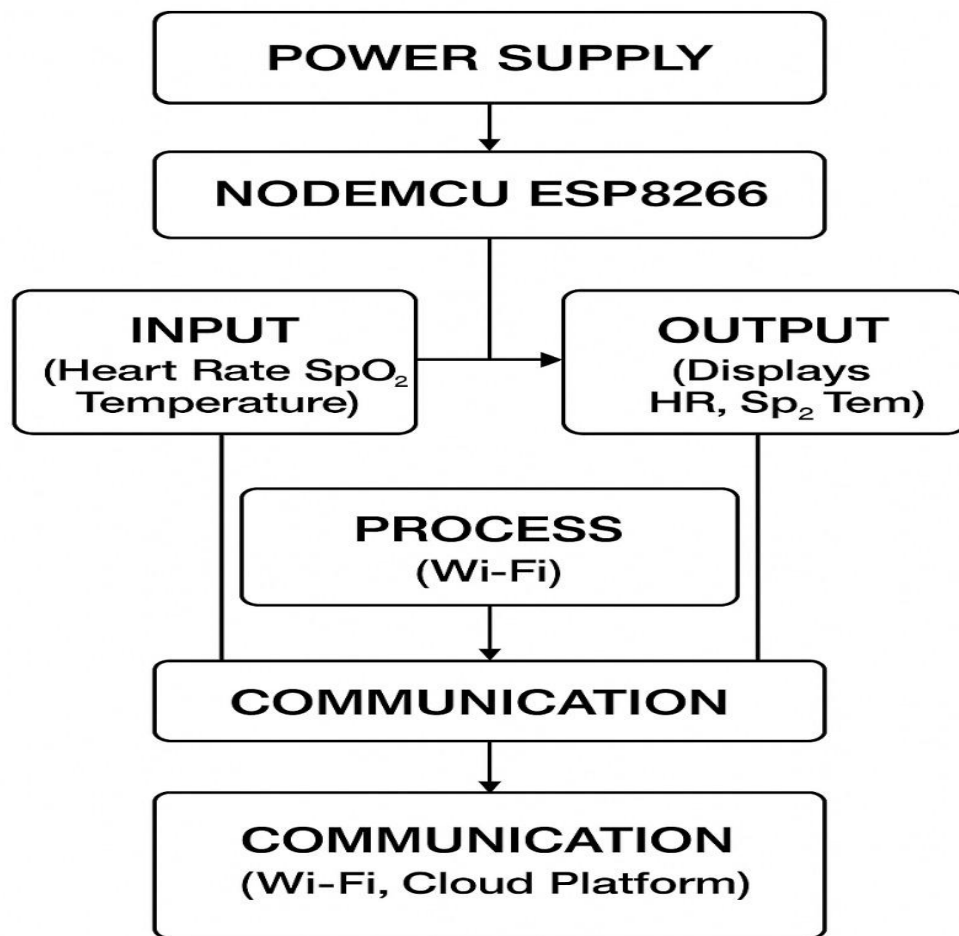 POWER SUPPLY
NODEMCU ESP8266
INPUT
(Heart Rate SpO₂
Temperature)
OUTPUT
(Displays
HR, Sp₂ Tem)
PROCESS
(Wi-Fi)
COMMUNICATION
COMMUNICATION
(Wi-Fi, Cloud Platform)